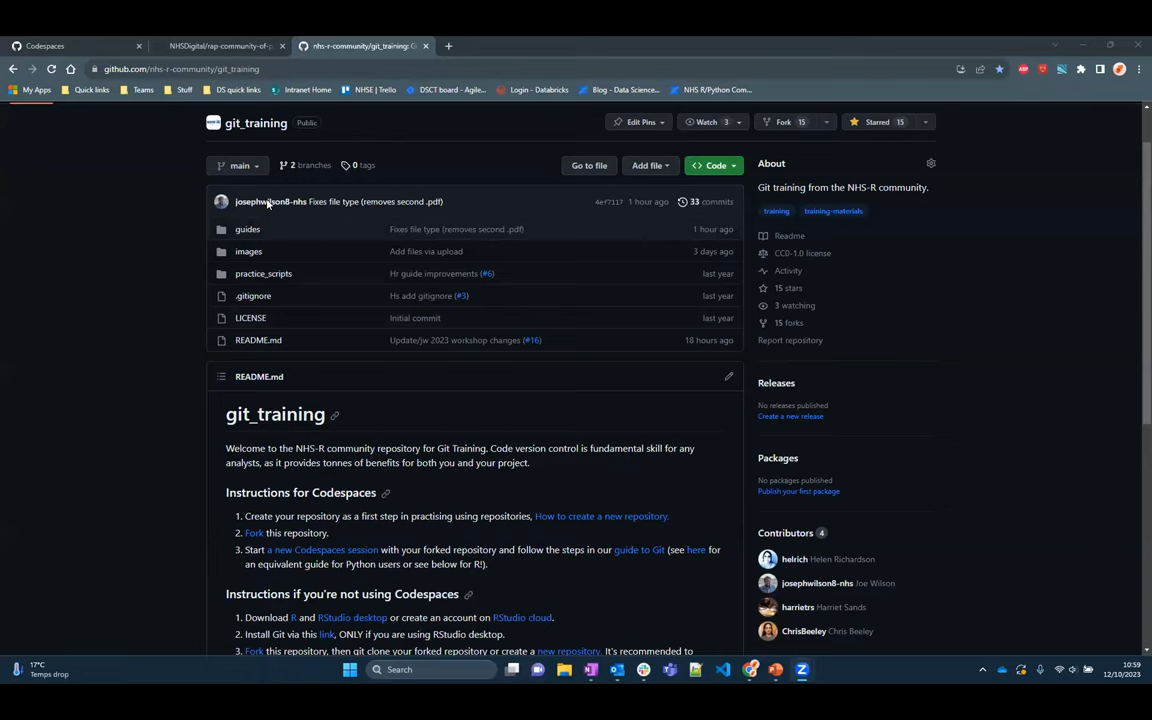 Codespaces
NHSDigital/rap-community-of-p
nhs-r-community/git_training: G
github.com/nhs-r-community/git_training
My Apps Quick links Teams Stuff DS quick links Intranet Home NHSE | Trello DSCT board - Agile... Login - Databricks Blog - Data Science... NHS R/Python Com...
git_training Public
Edit Pins Watch 3 Fork 15 Starred 15
main 2 branches 0 tags Go to file Add file <> Code
josephwilson8-nhs Fixes file type (removes second .pdf) 4ef7117 1 hour ago 33 commits
guides Fixes file type (removes second .pdf) 1 hour ago
images Add files via upload 3 days ago
practice_scripts Hr guide improvements (#6) last year
.gitignore Hs add gitignore (#3) last year
LICENSE Initial commit last year
README.md Update/jw 2023 workshop changes (#16) 18 hours ago
README.md
git_training
Welcome to the NHS-R community repository for Git Training. Code version control is fundamental skill for any
analysts, as it provides tonnes of benefits for both you and your project.
Instructions for Codespaces
1. Create your repository as a first step in practising using repositories, How to create a new repository.
2. Fork this repository.
3. Start a new Codespaces session with your forked repository and follow the steps in our guide to Git (see here for
an equivalent guide for Python users or see below for R!).
Instructions if you're not using Codespaces
1. Download R and RStudio desktop or create an account on RStudio cloud.
2. Install Git via this link, ONLY if you are using RStudio desktop.
3. Fork this repository, then git clone your forked repository or create a new repository. It's recommended to
About
Git training from the NHS-R community.
training training-materials
Readme
CC0-1.0 license
Activity
15 stars
3 watching
15 forks
Report repository
Releases
No releases published
Create a new release
Packages
No packages published
Publish your first package
Contributors 4
helrich Helen Richardson
josephwilson8-nhs Joe Wilson
harrietrs Harriet Sands
ChrisBeeley Chris Beeley
17°C
Temps drop
Search
10:59
12/10/2023